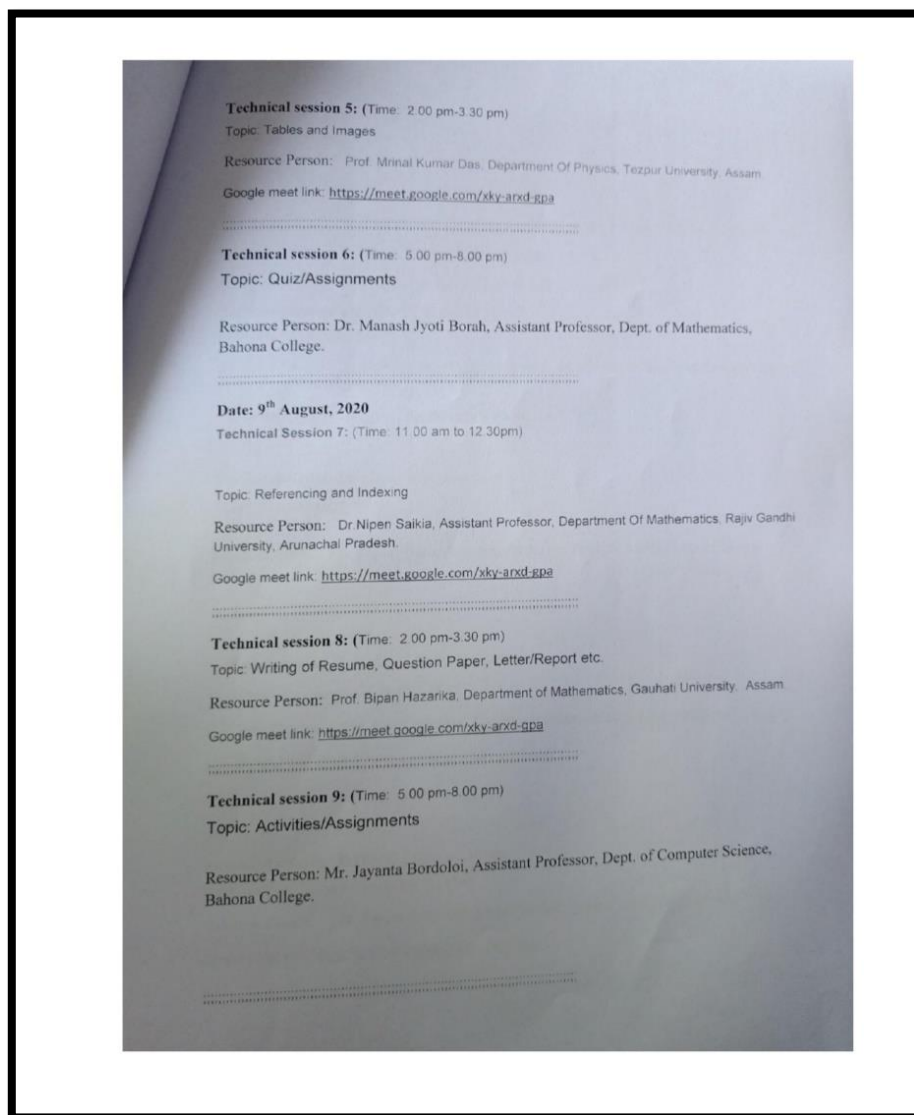 Technical session 5: (Time: 2.00 pm-3.30 pm)
Topic: Tables and Images
Resource Person: Prof. Mrinal Kumar Das, Department Of Physics, Tezpur University, Assam.
Google meet link: https://meet.google.com/xky-arxd-gpa
Technical session 6: (Time: 5.00 pm-8.00 pm)
Topic: Quiz/Assignments
Resource Person: Dr. Manash Jyoti Borah, Assistant Professor, Dept. of Mathematics,
Bahona College.
Date: 9th August, 2020
Technical Session 7: (Time: 11.00 am to 12.30pm)
Topic: Referencing and Indexing
Resource Person: Dr.Nipen Saikia, Assistant Professor, Department Of Mathematics, Rajiv Gandhi
University, Arunachal Pradesh.
Google meet link: https://meet.google.com/xky-arxd-gpa
Technical session 8: (Time: 2.00 pm-3.30 pm)
Topic: Writing of Resume, Question Paper, Letter/Report etc.
Resource Person: Prof. Bipan Hazarika, Department of Mathematics, Gauhati University, Assam.
Google meet link: https://meet.google.com/xky-arxd-gpa
Technical session 9: (Time: 5.00 pm-8.00 pm)
Topic: Activities/Assignments
Resource Person: Mr. Jayanta Bordoloi, Assistant Professor, Dept. of Computer Science,
Bahona College.